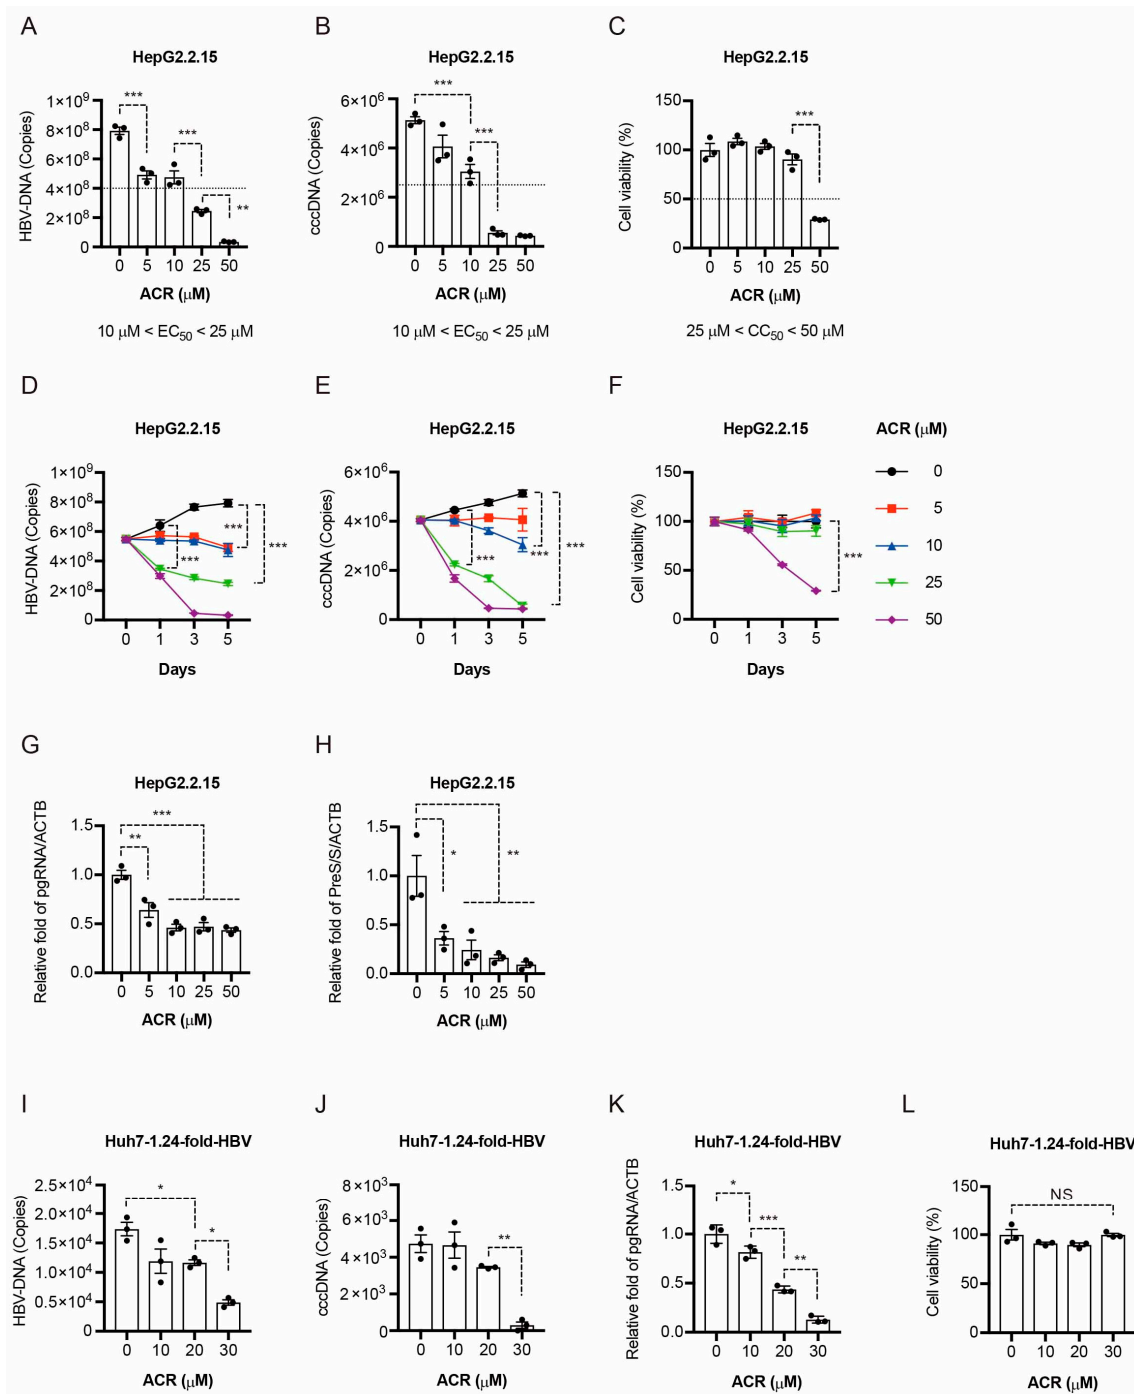 A
B
C
HepG2.2.15
HepG2.2.15
HepG2.2.15
HBV-DNA (Copies)
1×10⁹
8×10⁸
6×10⁸
4×10⁸
2×10⁸
0
***
***
**
0 5 10 25 50
ACR (μM)
10 μM < EC₅₀ < 25 μM
cccDNA (Copies)
6×10⁶
4×10⁶
2×10⁶
0
***
***
0 5 10 25 50
ACR (μM)
10 μM < EC₅₀ < 25 μM
Cell viability (%)
150
100
50
0
***
0 5 10 25 50
ACR (μM)
25 μM < CC₅₀ < 50 μM
D
E
F
HepG2.2.15
HepG2.2.15
HepG2.2.15
HBV-DNA (Copies)
1×10⁹
8×10⁸
6×10⁸
4×10⁸
2×10⁸
0
***
***
***
0 1 3 5
Days
cccDNA (Copies)
6×10⁶
4×10⁶
2×10⁶
0
***
***
***
0 1 3 5
Days
Cell viability (%)
150
100
50
0
***
0 1 3 5
Days
ACR (μM)
0
5
10
25
50
G
H
HepG2.2.15
HepG2.2.15
Relative fold of pgRNA/ACTB
1.5
1.0
0.5
0.0
***
**
0 5 10 25 50
ACR (μM)
Relative fold of PreS/S/ACTB
1.5
1.0
0.5
0.0
*
**
0 5 10 25 50
ACR (μM)
I
J
K
L
Huh7-1.24-fold-HBV
Huh7-1.24-fold-HBV
Huh7-1.24-fold-HBV
Huh7-1.24-fold-HBV
HBV-DNA (Copies)
2.5×10⁴
2.0×10⁴
1.5×10⁴
1.0×10⁴
0.5×10⁴
0
*
*
0 10 20 30
ACR (μM)
cccDNA (Copies)
8×10³
6×10³
4×10³
2×10³
0
**
0 10 20 30
ACR (μM)
Relative fold of pgRNA/ACTB
1.5
1.0
0.5
0.0
*
***
**
0 10 20 30
ACR (μM)
Cell viability (%)
150
100
50
0
NS
0 10 20 30
ACR (μM)